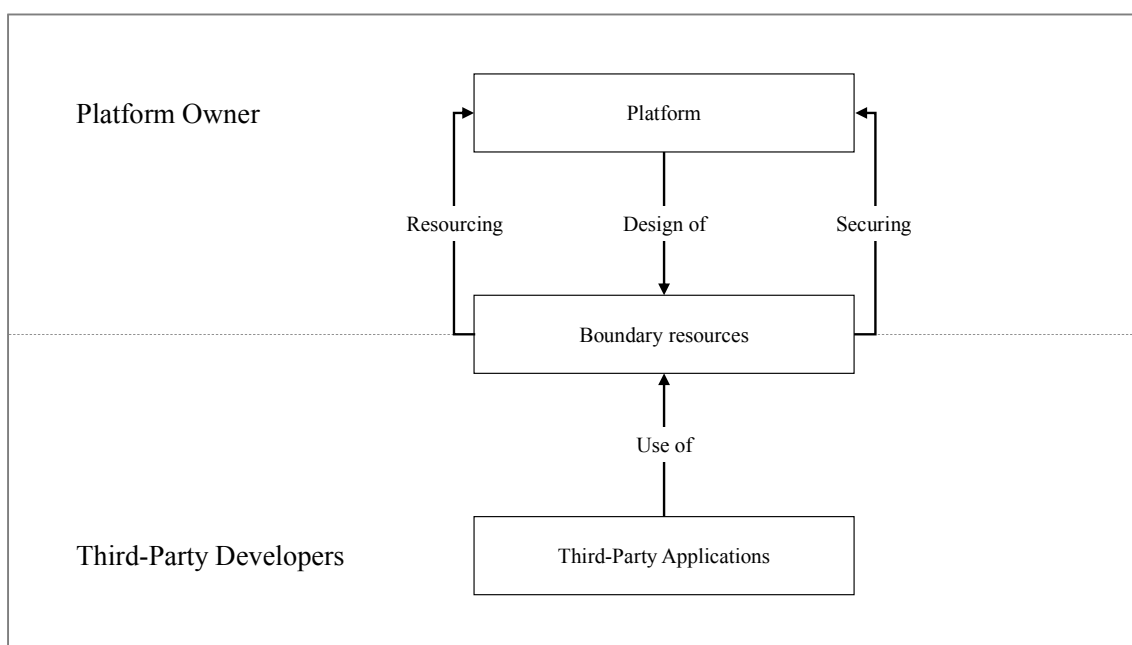 Platform Owner
Platform
Resourcing
Design of
Securing
Boundary resources
Use of
Third-Party Developers
Third-Party Applications